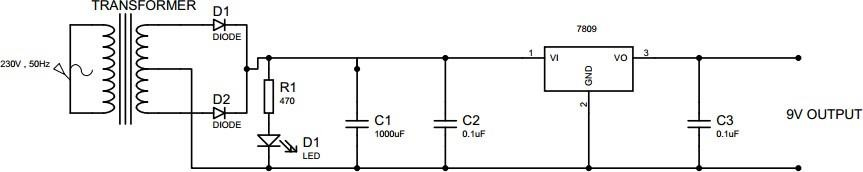 TRANSFORMER
230V , 50Hz
D1
DIODE
D2
DIODE
R1
470
D1
LED
C1
1000uF
C2
0.1uF
7809
1
VI
VO
3
GND
2
C3
0.1uF
9V OUTPUT